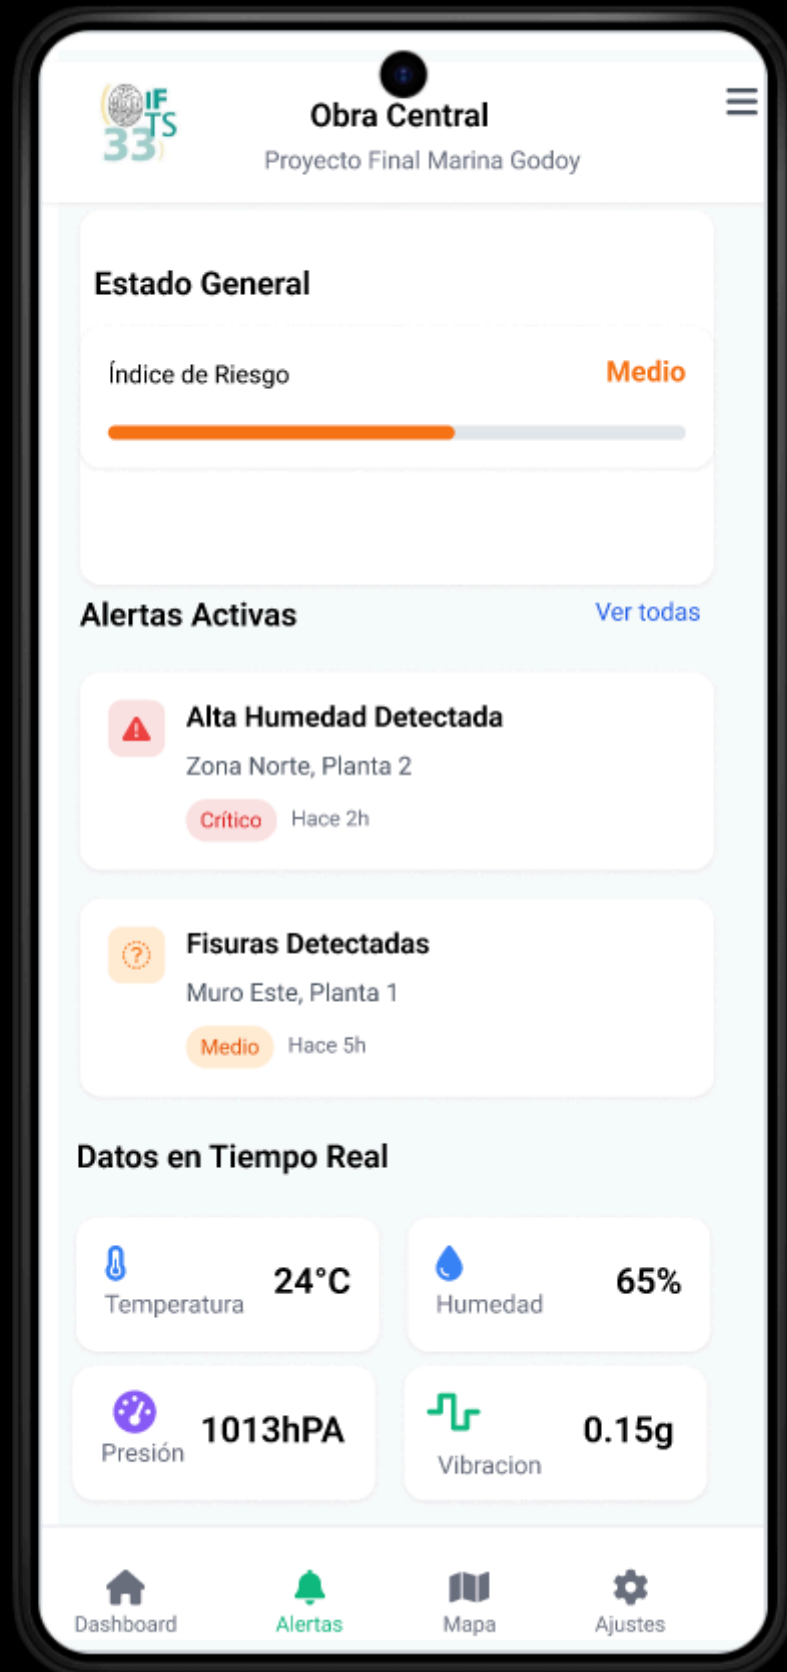 IF
TS
33
Obra Central
Proyecto Final Marina Godoy
Estado General
Índice de Riesgo
Medio
Alertas Activas
Ver todas
Alta Humedad Detectada
Zona Norte, Planta 2
Crítico
Hace 2h
Fisuras Detectadas
Muro Este, Planta 1
Medio
Hace 5h
Datos en Tiempo Real
Temperatura
24°C
Humedad
65%
Presión
1013hPA
Vibracion
0.15g
Dashboard
Alertas
Mapa
Ajustes